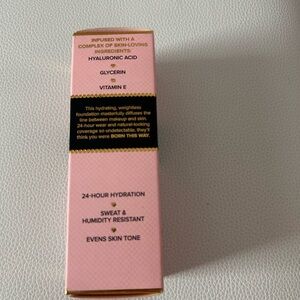 INFUSED WITH A
COMPLEX OF SKIN-LOVING
INGREDIENTS:
HYALURONIC ACID
GLYCERIN
VITAMIN E
This hydrating, weightless
foundation masterfully diffuses the
line between makeup and skin.
24-hour wear and natural-looking
coverage so undetectable, they'll
think you were BORN THIS WAY.
24-HOUR HYDRATION
SWEAT &
HUMIDITY RESISTANT
EVENS SKIN TONE